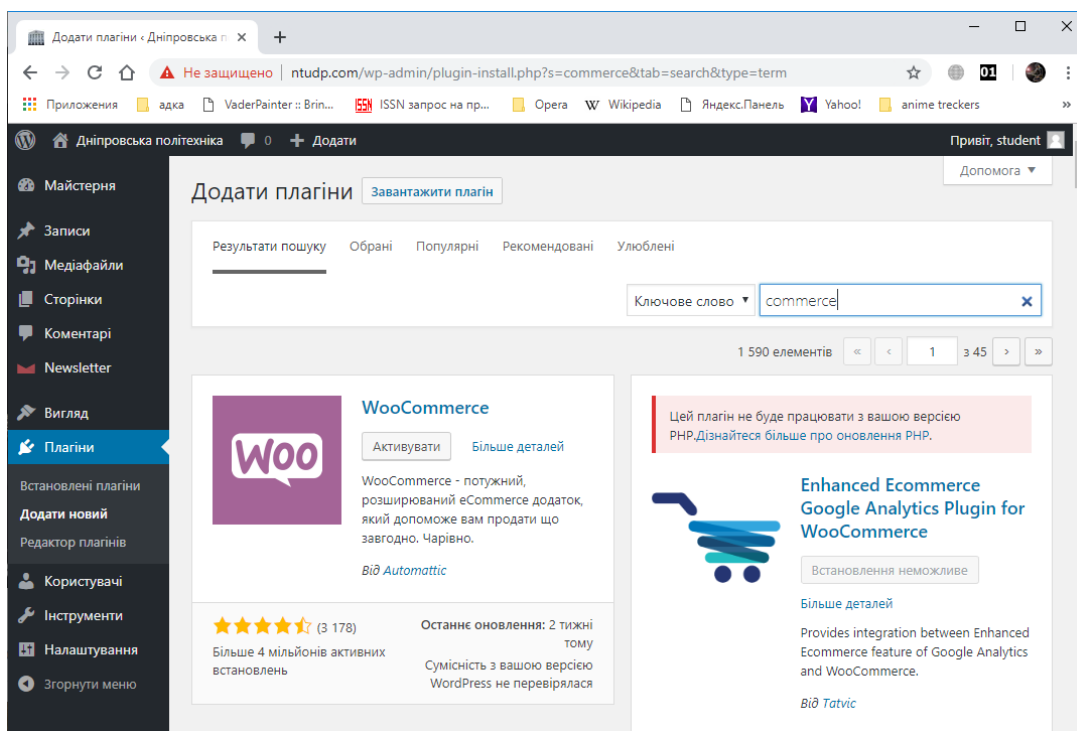 Додати плагіни ‹ Дніпровська п
Не защищено | ntudp.com/wp-admin/plugin-install.php?s=commerce&tab=search&type=term
01
Приложения адка VaderPainter :: Brin... ISSN запрос на пр... Opera W Wikipedia Яндекс.Панель Yahoo! anime treckers »
Дніпровська політехніка 0 + Додати Привіт, student
Допомога ▼
Майстерня
Записи
Медіафайли
Сторінки
Коментарі
Newsletter
Вигляд
Плагіни
Встановлені плагіни
Додати новий
Редактор плагінів
Користувачі
Інструменти
Налаштування
Згорнути меню
Додати плагіни Завантажити плагін
Результати пошуку Обрані Популярні Рекомендовані Улюблені
Ключове слово ▼ commerce
1 590 елементів « ‹ 1 з 45 › »
WOO
WooCommerce
Активувати Більше деталей
WooCommerce - потужний,
розширюваний eCommerce додаток,
який допоможе вам продати що
завгодно. Чарівно.
Від Automattic
(3 178)
Більше 4 мільйонів активних
встановлень
Останнє оновлення: 2 тижні
тому
Сумісність з вашою версією
WordPress не перевірялася
Цей плагін не буде працювати з вашою версією
PHP.Дізнайтеся більше про оновлення PHP.
Enhanced Ecommerce
Google Analytics Plugin for
WooCommerce
Встановлення неможливе
Більше деталей
Provides integration between Enhanced
Ecommerce feature of Google Analytics
and WooCommerce.
Від Tatvic